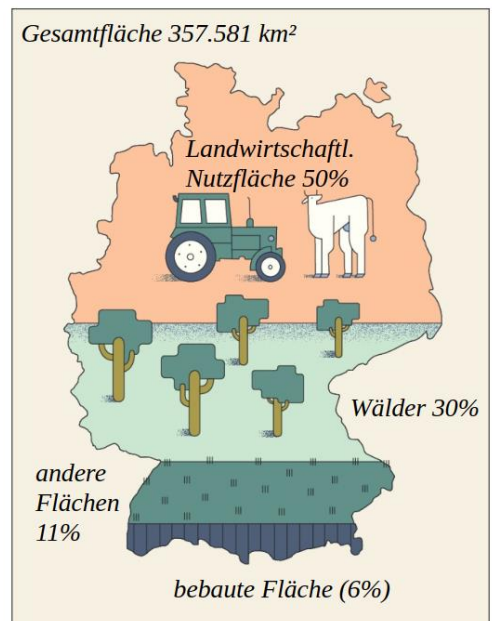 Gesamtfläche 357.581 km²
Landwirtschaftl.
Nutzfläche 50%
Wälder 30%
andere
Flächen
11%
bebaute Fläche (6%)